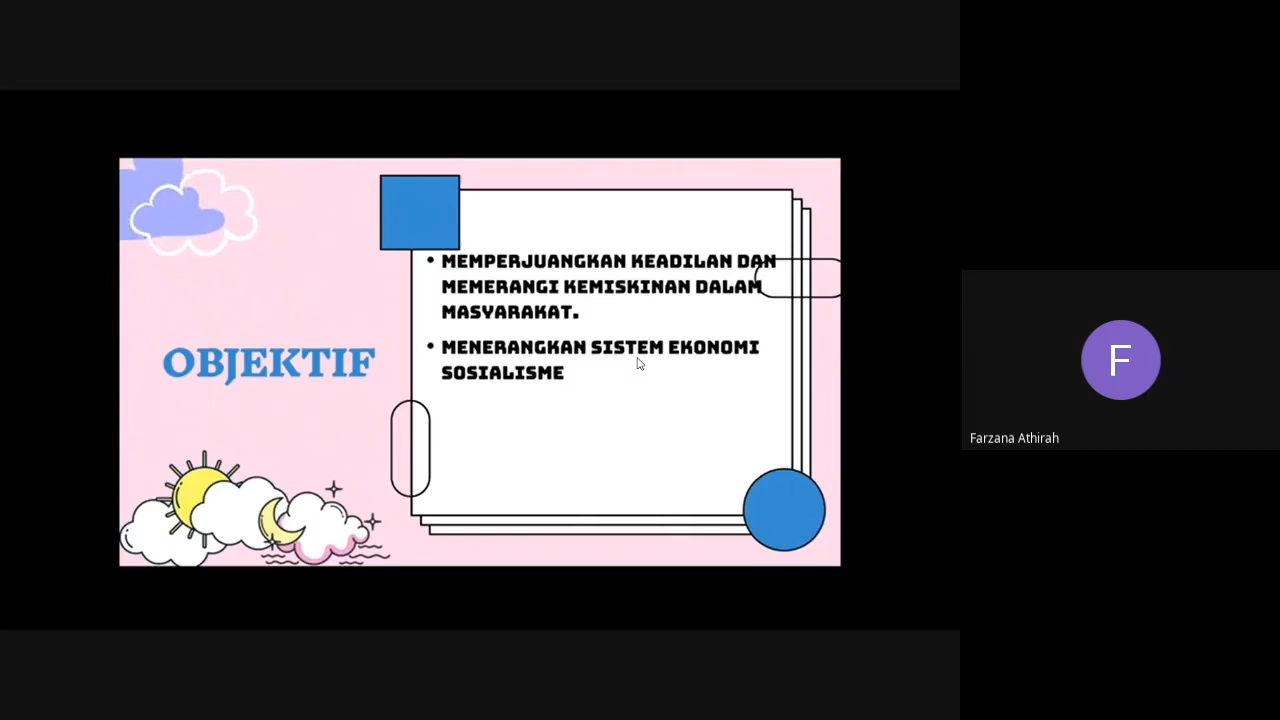 OBJEKTIF
• MEMPERJUANGKAN KEADILAN DAN
MEMERANGI KEMISKINAN DALAM
MASYARAKAT.
• MENERANGKAN SISTEM EKONOMI
SOSIALISME
F
Farzana Athirah